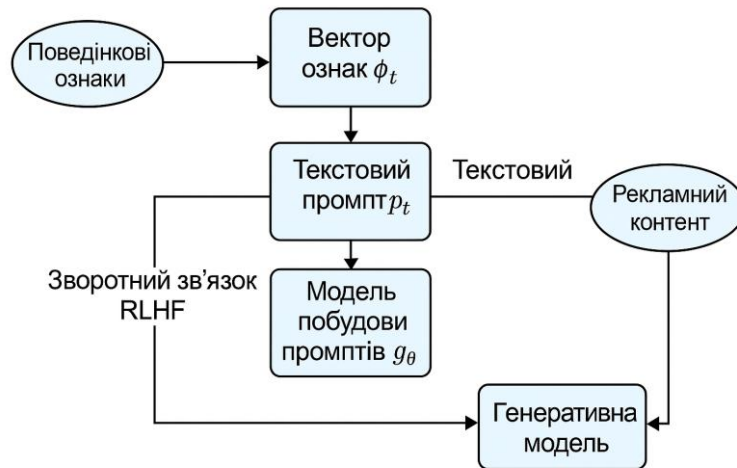 Поведінкові
ознаки
Вектор
ознак ϕₜ
Текстовий
промпт pₜ
Текстовий
Рекламний
контент
Зворотний зв'язок
RLHF
Модель
побудови
промптів g_θ
Генеративна
модель